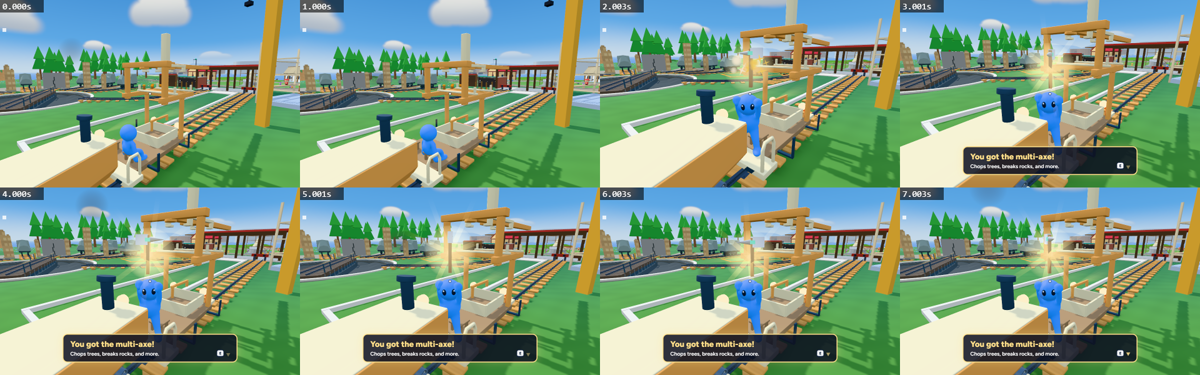 0.000s
1.000s
2.003s
3.001s
You got the multi-axe!
Chops trees, breaks rocks, and more.
4.000s
5.001s
6.003s
7.003s
You got the multi-axe!
Chops trees, breaks rocks, and more.
You got the multi-axe!
Chops trees, breaks rocks, and more.
You got the multi-axe!
Chops trees, breaks rocks, and more.
You got the multi-axe!
Chops trees, breaks rocks, and more.